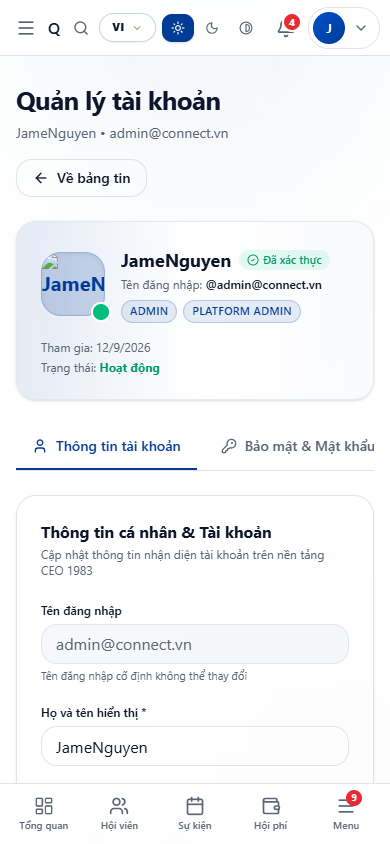 Q
VI
4
J
Quản lý tài khoản
JameNguyen • admin@connect.vn
Về bảng tin
JameN
JameNguyen
Đã xác thực
Tên đăng nhập: @admin@connect.vn
ADMIN
PLATFORM ADMIN
Tham gia: 12/9/2026
Trạng thái: Hoạt động
Thông tin tài khoản
Bảo mật & Mật khẩu
Thông tin cá nhân & Tài khoản
Cập nhật thông tin nhận diện tài khoản trên nền tảng
CEO 1983
Tên đăng nhập
admin@connect.vn
Tên đăng nhập cố định không thể thay đổi
Họ và tên hiển thị *
JameNguyen
9
Tổng quan
Hội viên
Sự kiện
Hội phí
Menu